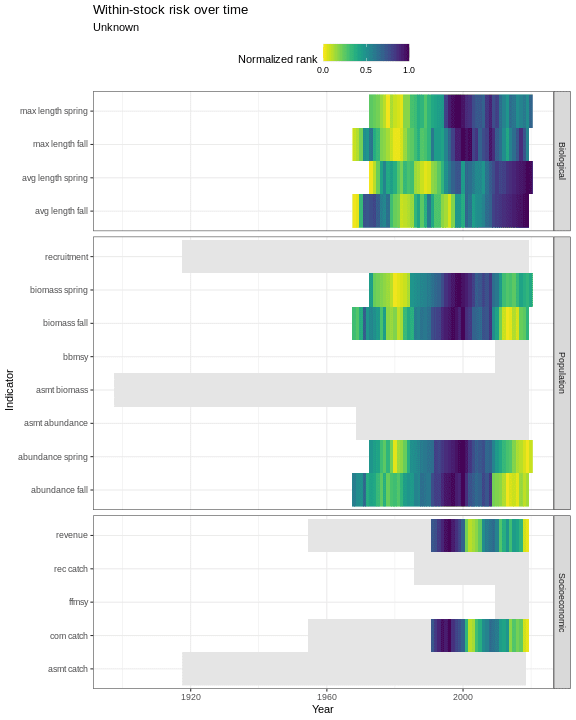 Within-stock risk over time
Unknown
Normalized rank
0.0 0.5 1.0
max length spring
max length fall
avg length spring
avg length fall
Biological
recruitment
biomass spring
biomass fall
bbmsy
asmt biomass
asmt abundance
abundance spring
abundance fall
Population
revenue
rec catch
ffmsy
com catch
asmt catch
Socioeconomic
Indicator
1920 1960 2000
Year